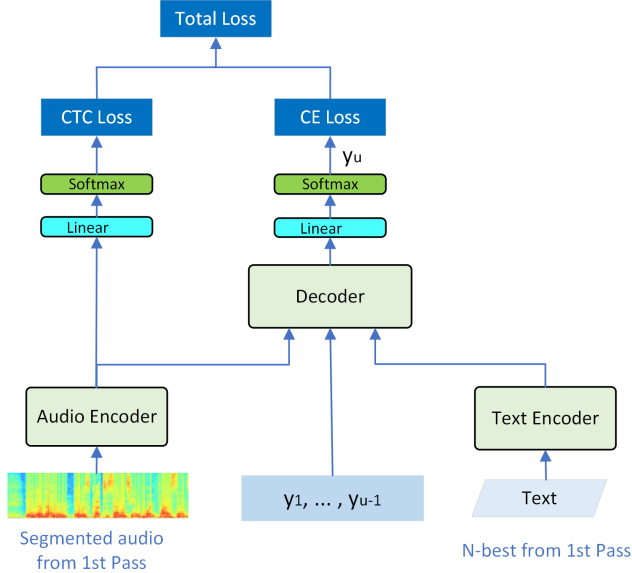 Total Loss
CTC Loss
CE Loss
yu
Softmax
Softmax
Linear
Linear
Decoder
Audio Encoder
Text Encoder
y1, ... , yu-1
Text
Segmented audio
from 1st Pass
N-best from 1st Pass